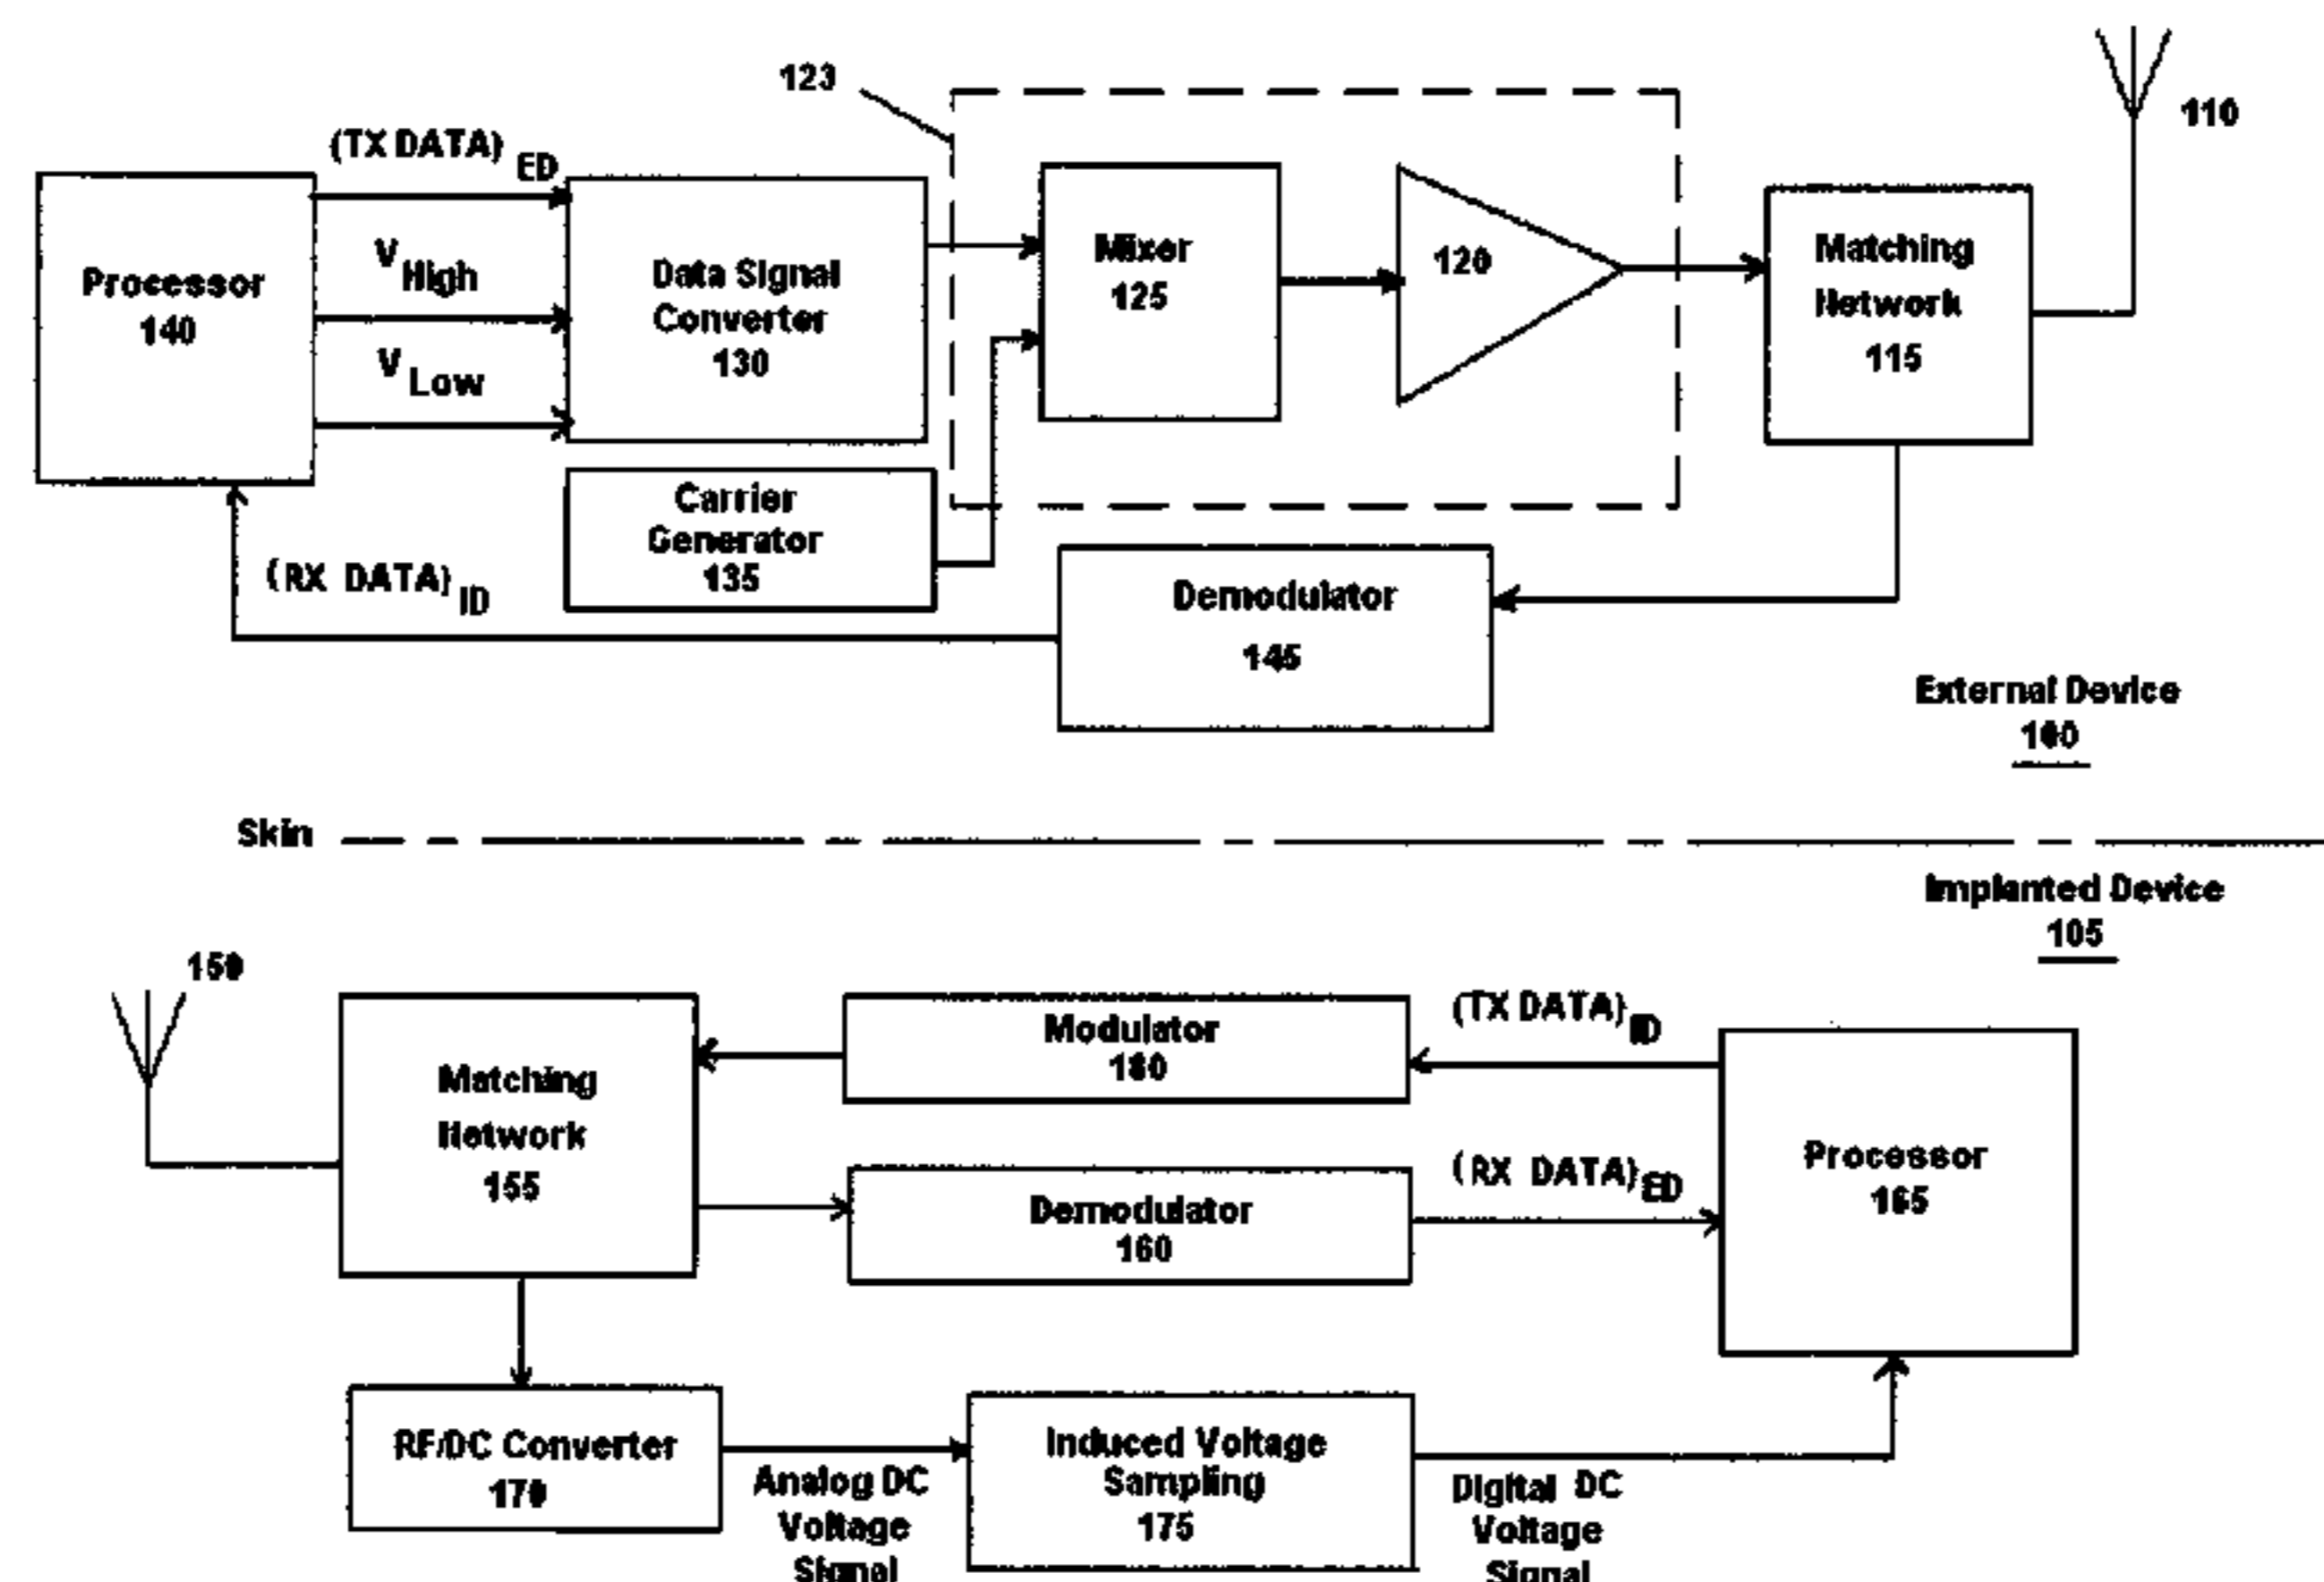 123
110
(TX DATA) ED
Processor
140
V High
V Low
Data Signal
Converter
130
Mixer
125
120
Matching
Network
115
Carrier
Generator
135
(RX DATA) ID
Demodulator
145
External Device
100
Skin
Implanted Device
105
150
Matching
Network
155
Modulator
180
(TX DATA) ID
Demodulator
160
(RX DATA) ED
Processor
165
RF/DC Converter
170
Analog DC
Voltage
Signal
Induced Voltage
Sampling
175
Digital DC
Voltage
Signal